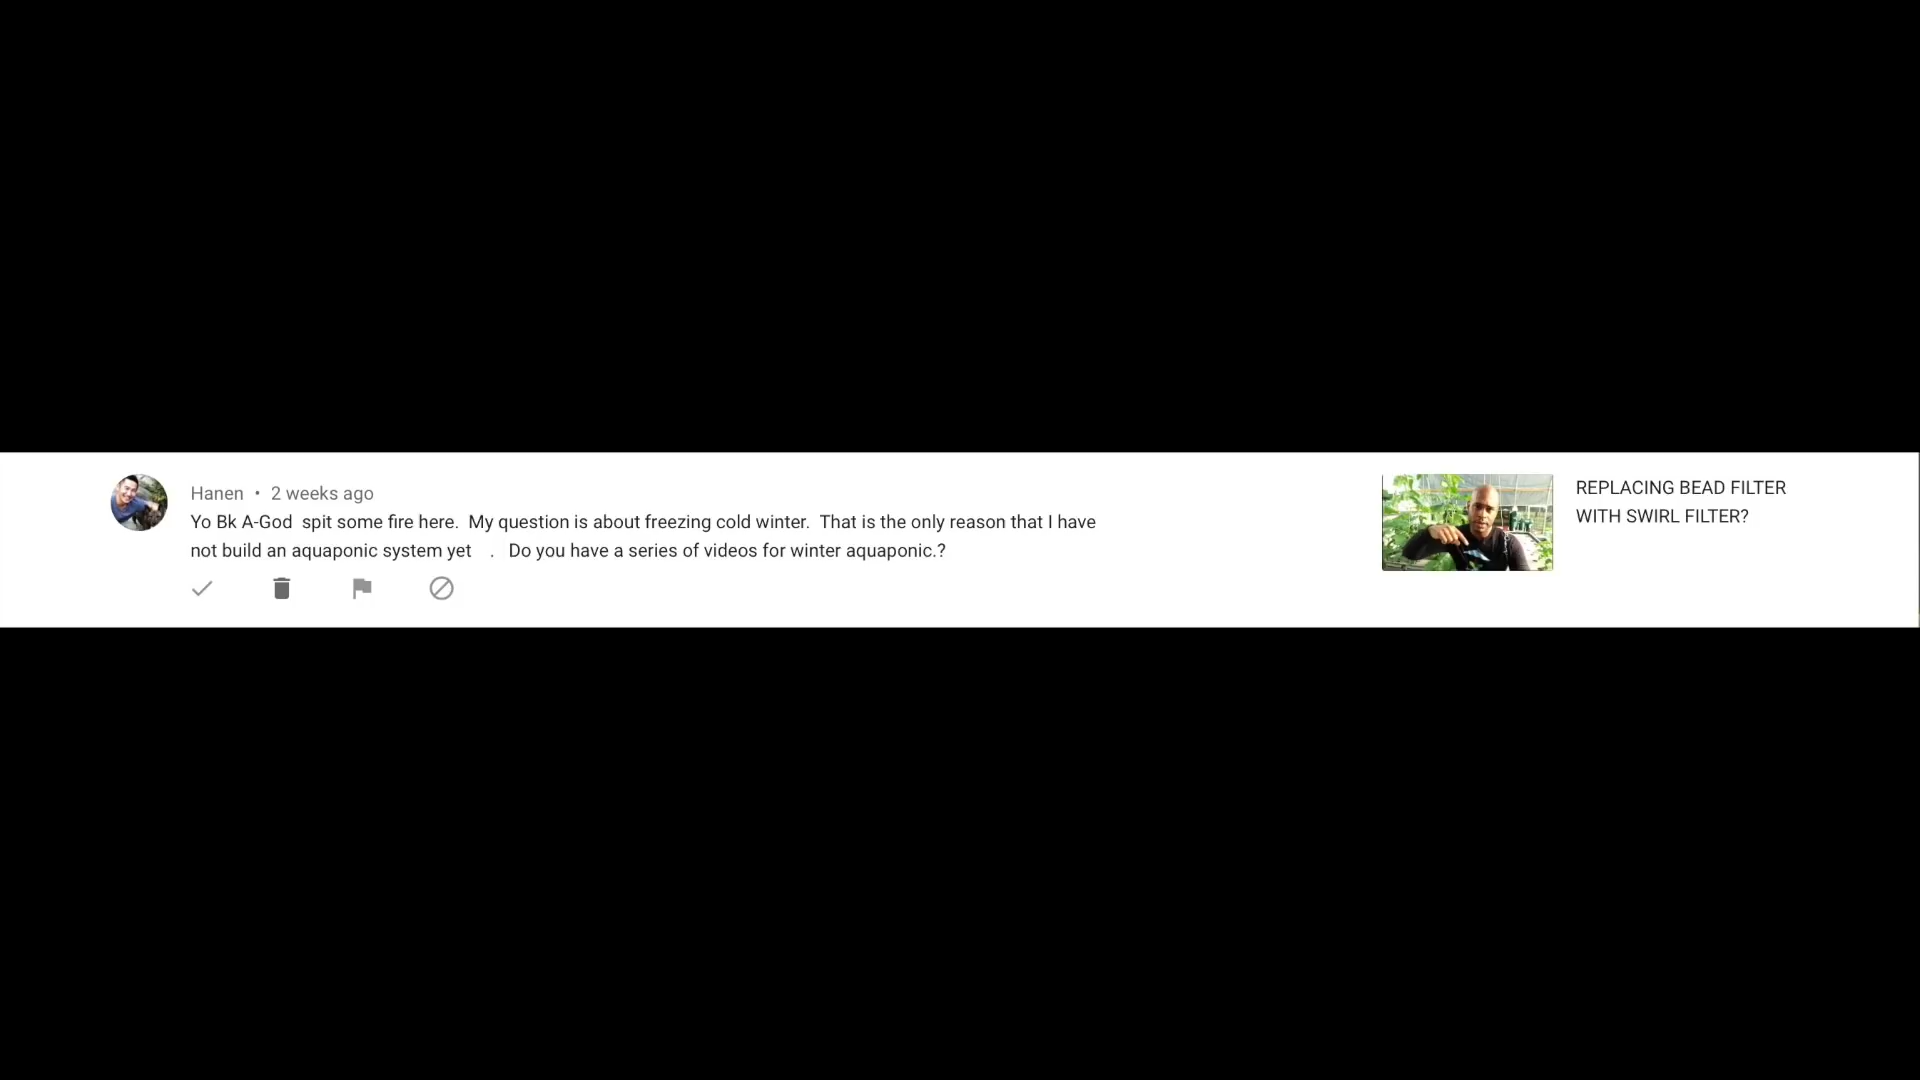 Hanen • 2 weeks ago
Yo Bk A-God  spit some fire here.  My question is about freezing cold winter.  That is the only reason that I have
not build an aquaponic system yet    .   Do you have a series of videos for winter aquaponic.?
REPLACING BEAD FILTER
WITH SWIRL FILTER?